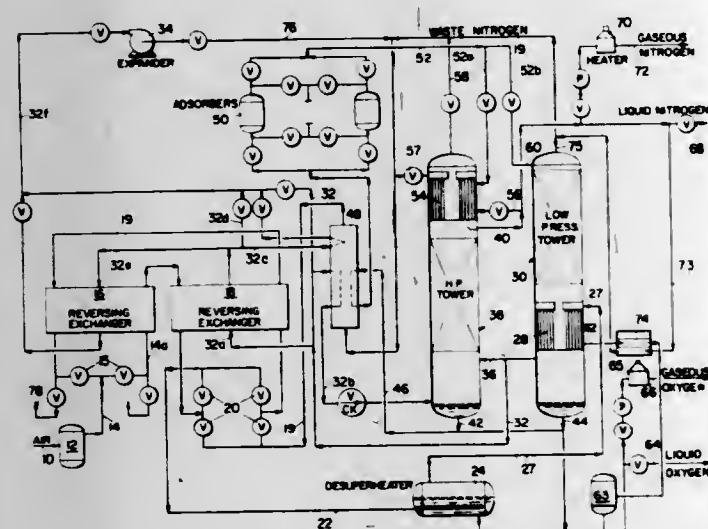 34
76
WASTE NITROGEN
EXPANDER
52
52a
58
19
52b
70
HEATER
GASEOUS
NITROGEN
72
LIQUID NITROGEN
68
ADSORBERS
50
32f
57
54
60
75
56
LOW
PRESS
TOWER
40
30
73
32
48
32d
19
32c
32e
H.P.
TOWER
38
36
27
28
74
65
66
GASEOUS
OXYGEN
16
REVERSING
EXCHANGER
18
REVERSING
EXCHANGER
32a
14a
15
78
14
AIR
10
12
20
19
32b
CK
46
42
32
44
64
LIQUID
OXYGEN
63
27
DESUPERHEATER
24
22
V
P